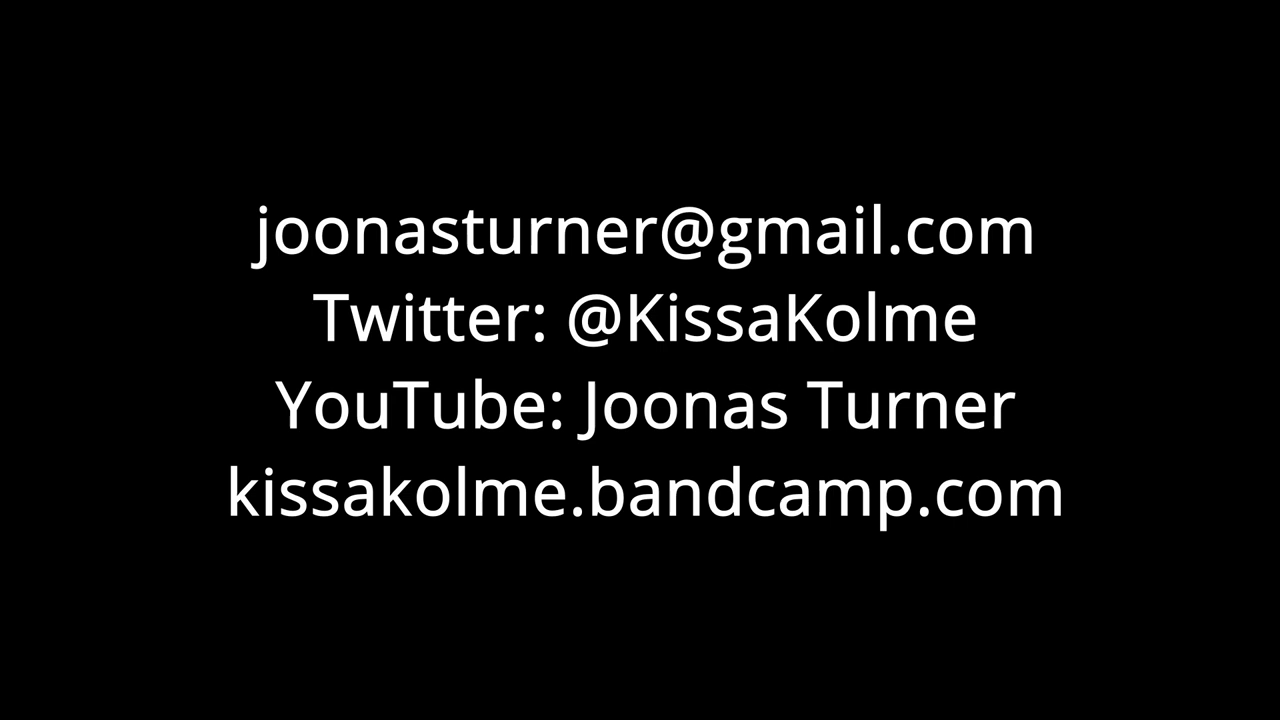 joonasturner@gmail.com
Twitter: @KissaKolme
YouTube: Joonas Turner
kissakolme.bandcamp.com